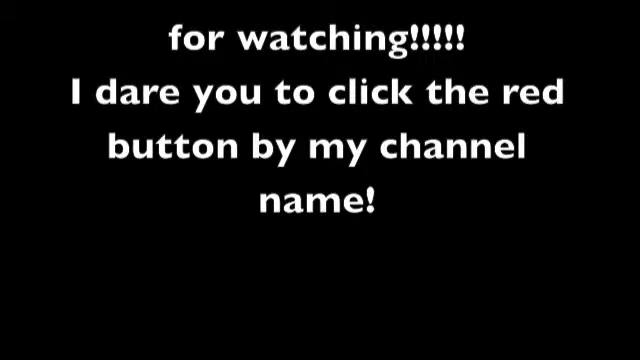 for watching!!!!!
I dare you to click the red
button by my channel
name!